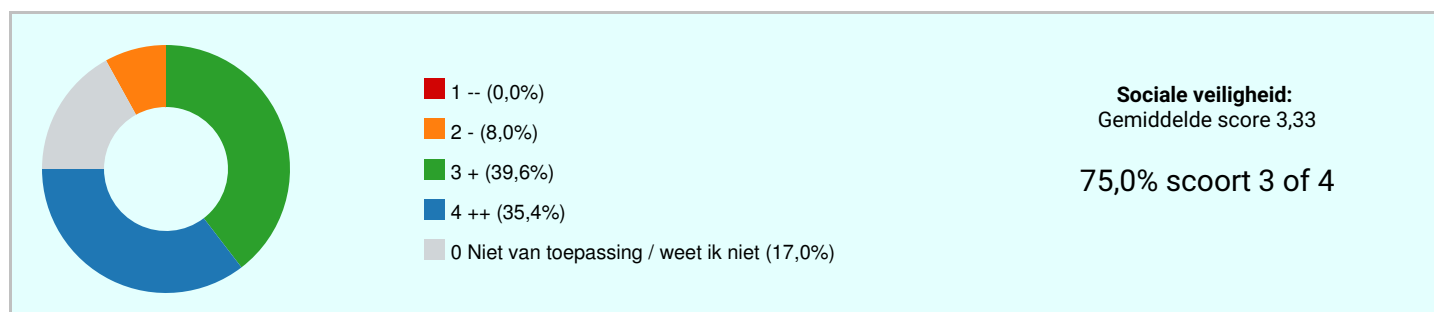 1 -- (0,0%)
2 - (8,0%)
3 + (39,6%)
4 ++ (35,4%)
0 Niet van toepassing / weet ik niet (17,0%)
Sociale veiligheid:
Gemiddelde score 3,33
75,0% scoort 3 of 4